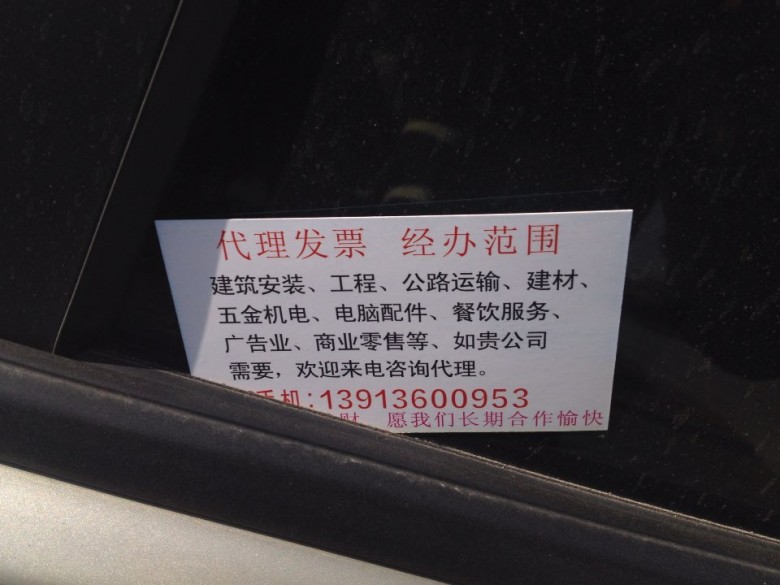 代理发票 经办范围
建筑安装、工程、公路运输、建材、
五金机电、电脑配件、餐饮服务、
广告业、商业零售等、如贵公司
需要,欢迎来电咨询代理。
手机:13913600953
财 愿我们长期合作愉快